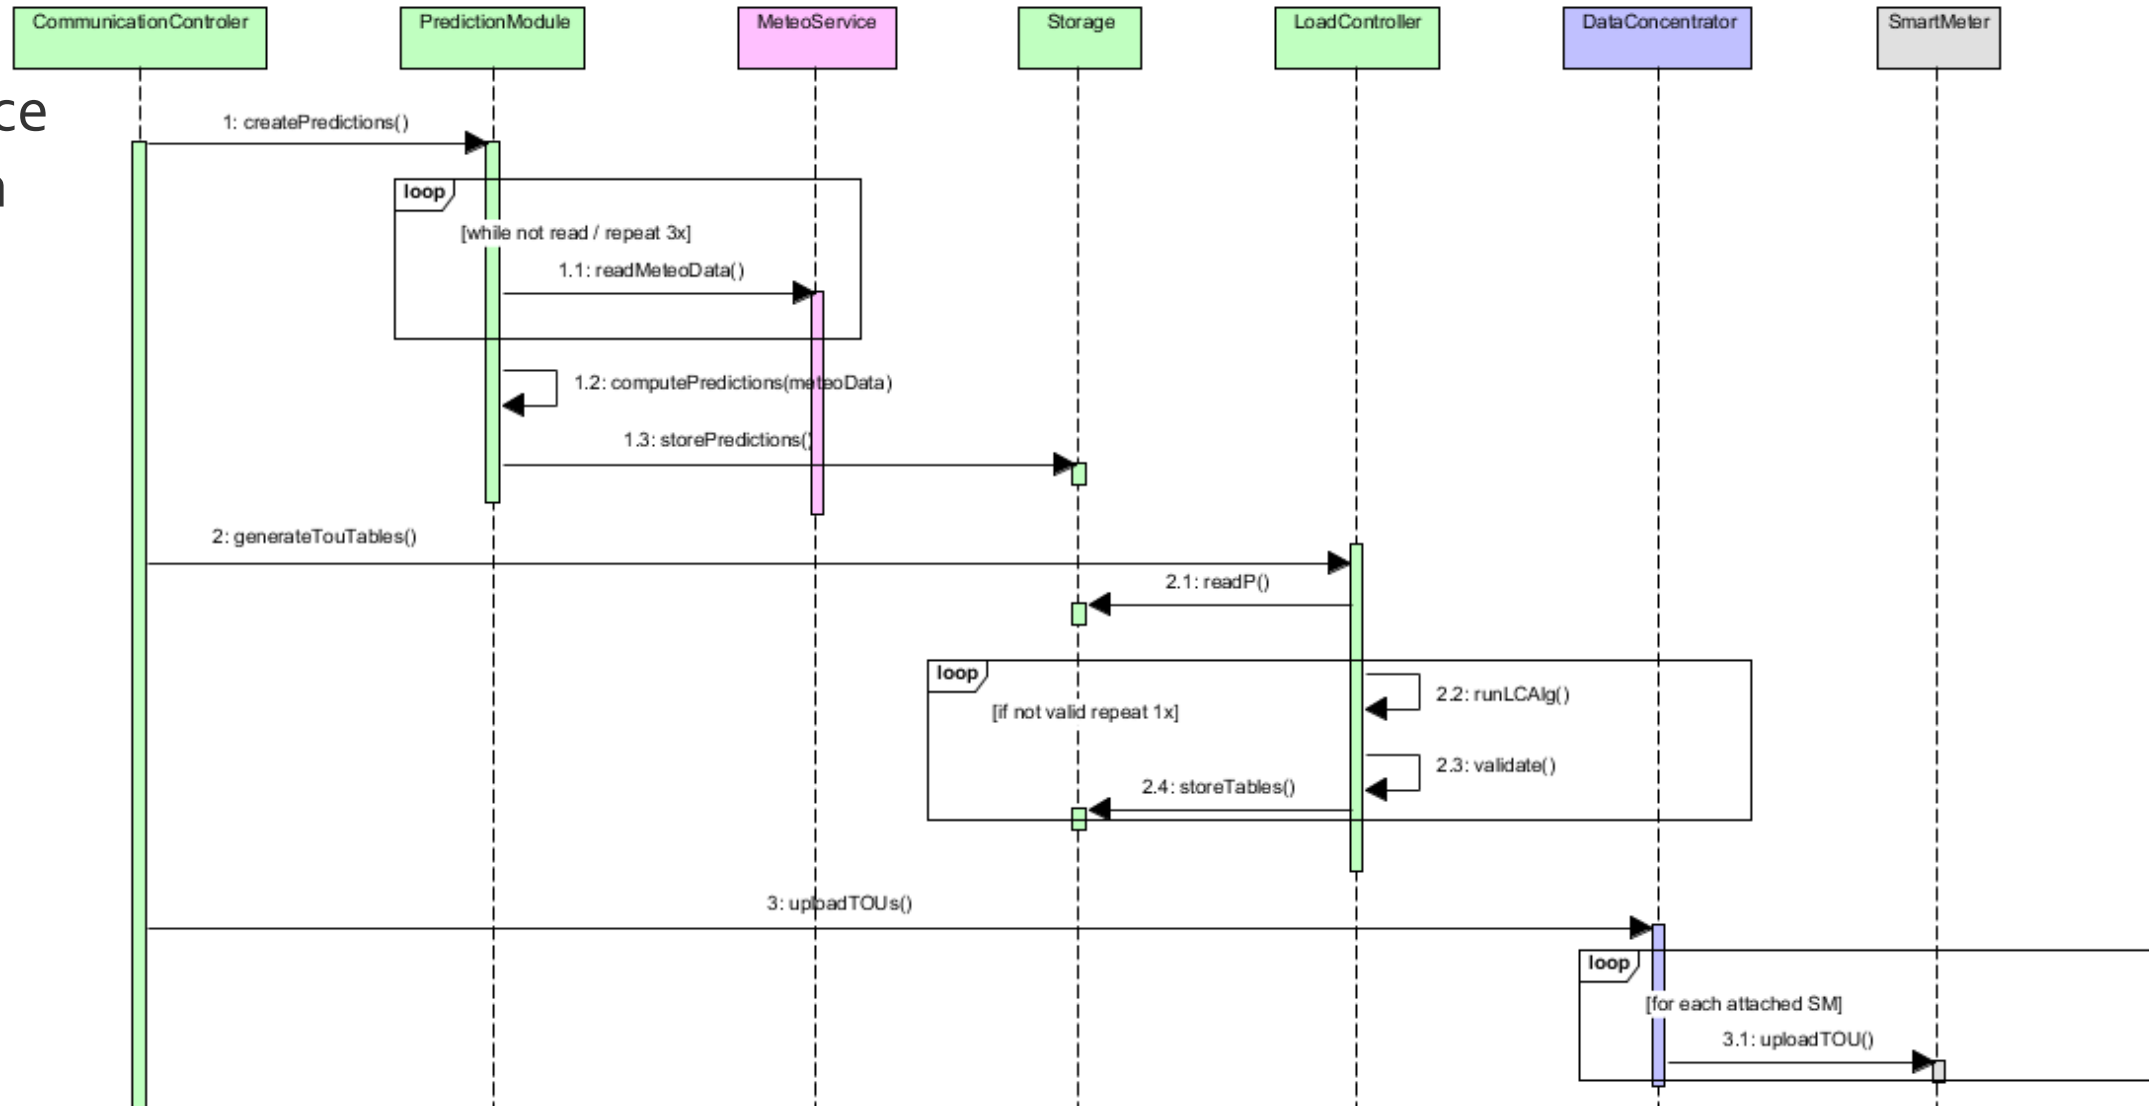 CommunicationControler
PredictionModule
MeteoService
Storage
LoadController
DataConcentrator
SmartMeter
ce
1: createPredictions()
loop
[while not read / repeat 3x]
1.1: readMeteoData()
1.2: computePredictions(meteoData)
1.3: storePredictions()
2: generateTouTables()
2.1: readP()
loop
2.2: runLCAlg()
[if not valid repeat 1x]
2.3: validate()
2.4: storeTables()
3: uploadTOUs()
loop
[for each attached SM]
3.1: uploadTOU()